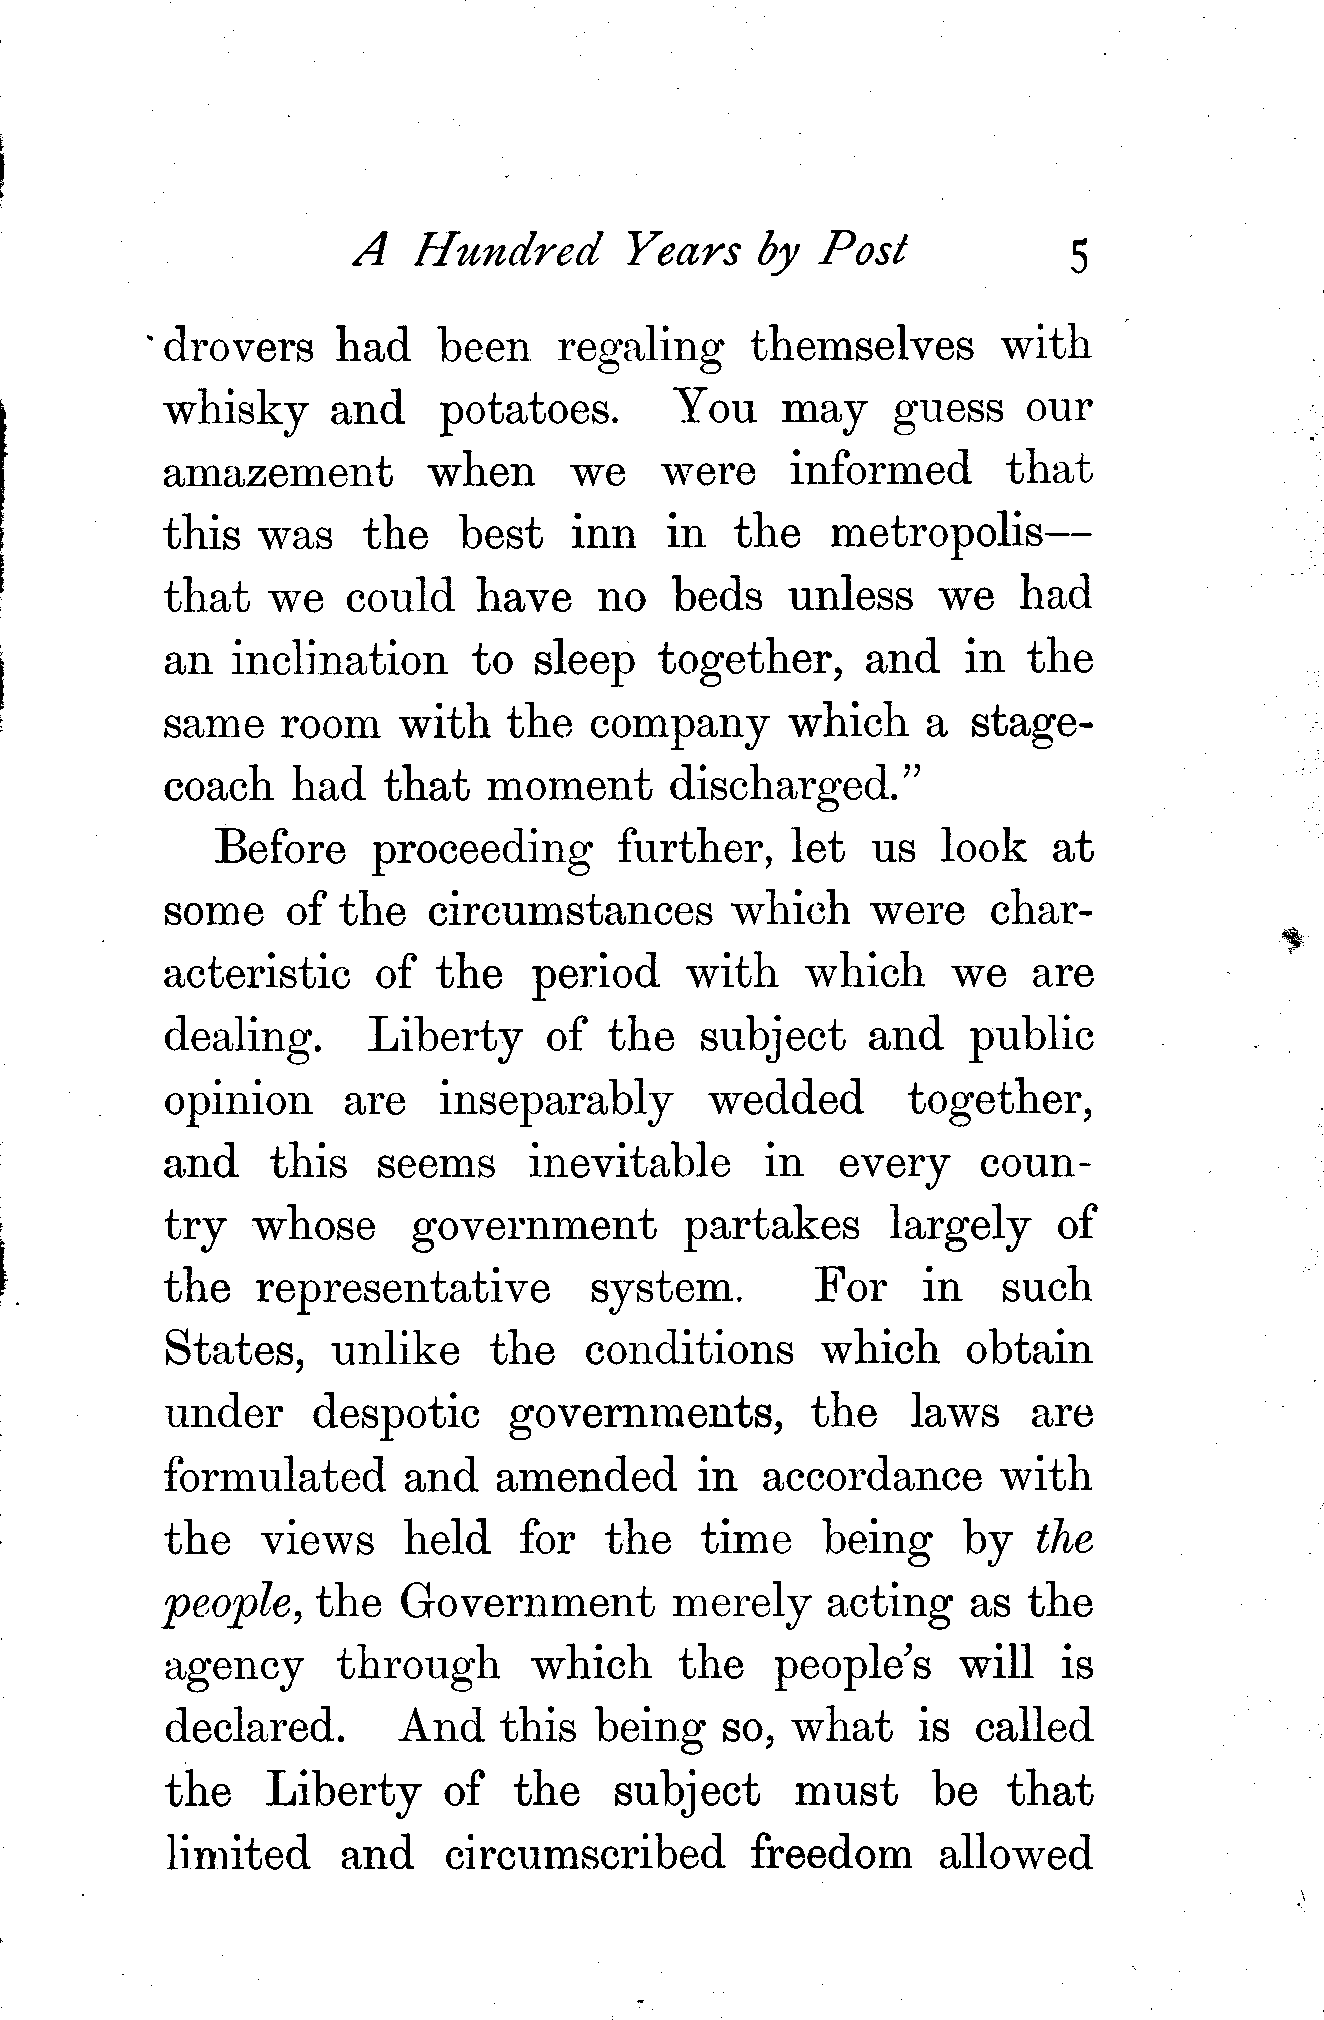 A Hundred Years by Post 5
drovers had been regaling themselves with
whisky and potatoes. You may guess our
amazement when we were informed that
this was the best inn in the metropolis—
that we could have no beds unless we had
an inclination to sleep together, and in the
same room with the company which a stage-
coach had that moment discharged.”
Before proceeding further, let us look at
some of the circumstances which were char-
acteristic of the period with which we are
dealing. Liberty of the subject and public
opinion are inseparably wedded together,
and this seems inevitable in every coun-
try whose government partakes largely of
the representative system. For in such
States, unlike the conditions which obtain
under despotic governments, the laws are
formulated and amended in accordance with
the views held for the time being by the
people, the Government merely acting as the
agency through which the people’s will is
declared. And this being so, what is called
the Liberty of the subject must be that
limited and circumscribed freedom allowed